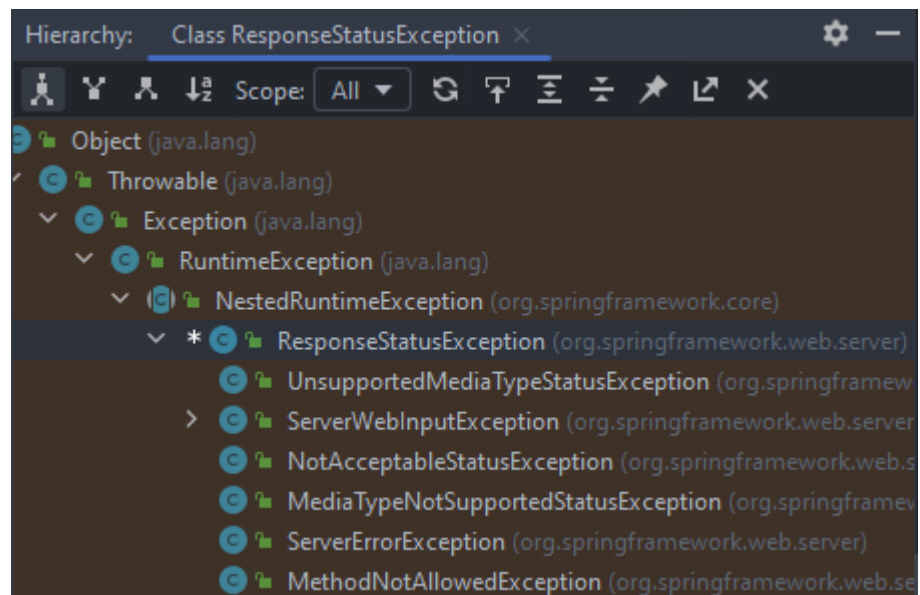 Hierarchy: Class ResponseStatusException
Scope: All
Object (java.lang)
Throwable (java.lang)
Exception (java.lang)
RuntimeException (java.lang)
NestedRuntimeException (org.springframework.core)
* ResponseStatusException (org.springframework.web.server)
UnsupportedMediaTypeStatusException (org.springframew
ServerWebInputException (org.springframework.web.server
NotAcceptableStatusException (org.springframework.web.s
MediaTypeNotSupportedStatusException (org.springframew
ServerErrorException (org.springframework.web.server)
MethodNotAllowedException (org.springframework.web.se